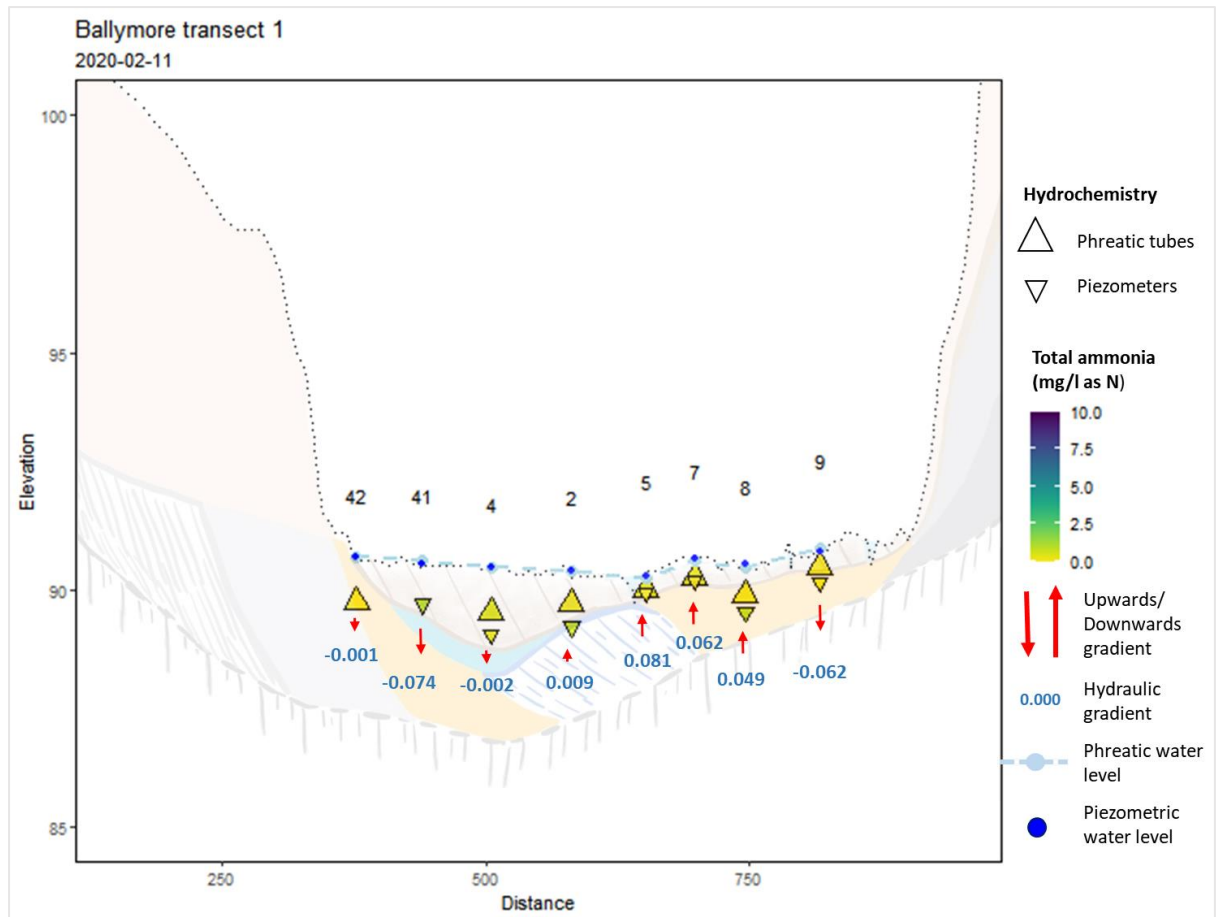 Ballymore transect 1
2020-02-11
100
95
90
85
Elevation
250
500
750
Distance
42
41
4
2
5
7
8
9
-0.001
-0.074
-0.002
0.009
0.081
0.062
0.049
-0.062
Hydrochemistry
Phreatic tubes
Piezometers
Total ammonia
(mg/l as N)
10.0
7.5
5.0
2.5
0.0
Upwards/
Downwards
gradient
0.000
Hydraulic
gradient
Phreatic water
level
Piezometric
water level